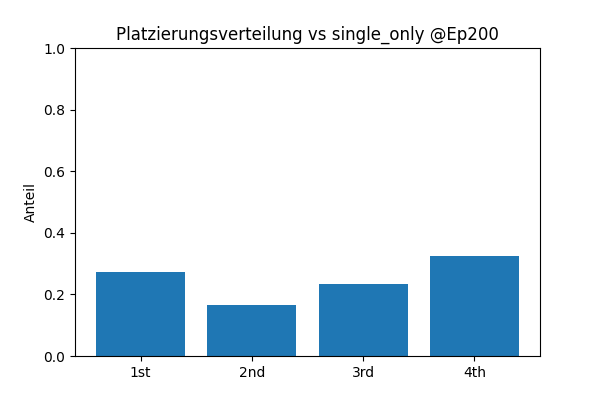 Platzierungsverteilung vs single_only @Ep200
1.0
0.8
0.6
0.4
0.2
0.0
Anteil
1st
2nd
3rd
4th